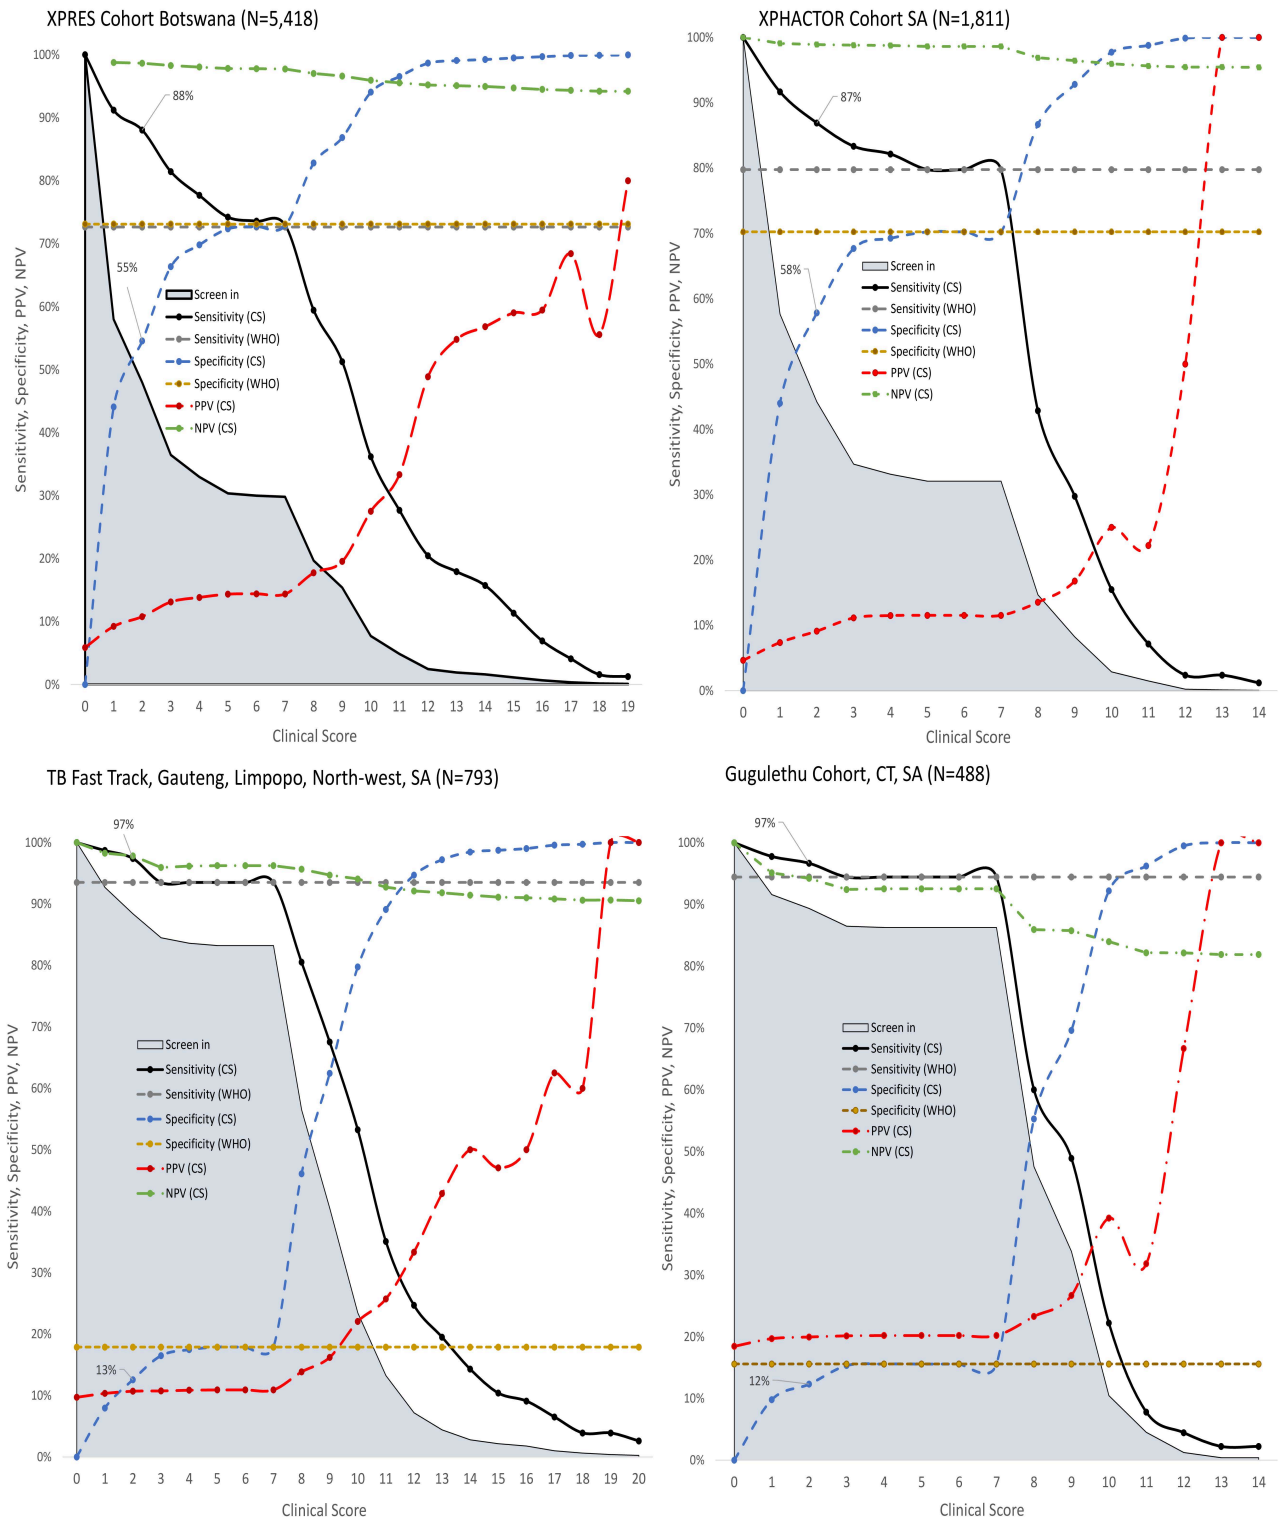 XPRES Cohort Botswana (N=5,418)
100%
90%
80%
70%
60%
50%
40%
30%
20%
10%
0%
Sensitivity, Specificity, PPV, NPV
88%
55%
Screen in
Sensitivity (CS)
Sensitivity (WHO)
Specificity (CS)
Specificity (WHO)
PPV (CS)
NPV (CS)
0 1 2 3 4 5 6 7 8 9 10 11 12 13 14 15 16 17 18 19
Clinical Score
XPHACTOR Cohort SA (N=1,811)
100%
90%
80%
70%
60%
50%
40%
30%
20%
10%
0%
Sensitivity, Specificity, PPV, NPV
87%
58%
Screen in
Sensitivity (CS)
Sensitivity (WHO)
Specificity (CS)
Specificity (WHO)
PPV (CS)
NPV (CS)
0 1 2 3 4 5 6 7 8 9 10 11 12 13 14
Clinical Score
TB Fast Track, Gauteng, Limpopo, North-west, SA (N=793)
97%
100%
90%
80%
70%
60%
50%
40%
30%
20%
10%
0%
Sensitivity, Specificity, PPV, NPV
Screen in
Sensitivity (CS)
Sensitivity (WHO)
Specificity (CS)
Specificity (WHO)
PPV (CS)
NPV (CS)
13%
0 1 2 3 4 5 6 7 8 9 10 11 12 13 14 15 16 17 18 19 20
Clinical Score
Gugulethu Cohort, CT, SA (N=488)
97%
100%
90%
80%
70%
60%
50%
40%
30%
20%
10%
0%
Sensitivity, Specificity, PPV, NPV
Screen in
Sensitivity (CS)
Sensitivity (WHO)
Specificity (CS)
Specificity (WHO)
PPV (CS)
NPV (CS)
12%
0 1 2 3 4 5 6 7 8 9 10 11 12 13 14
Clinical Score